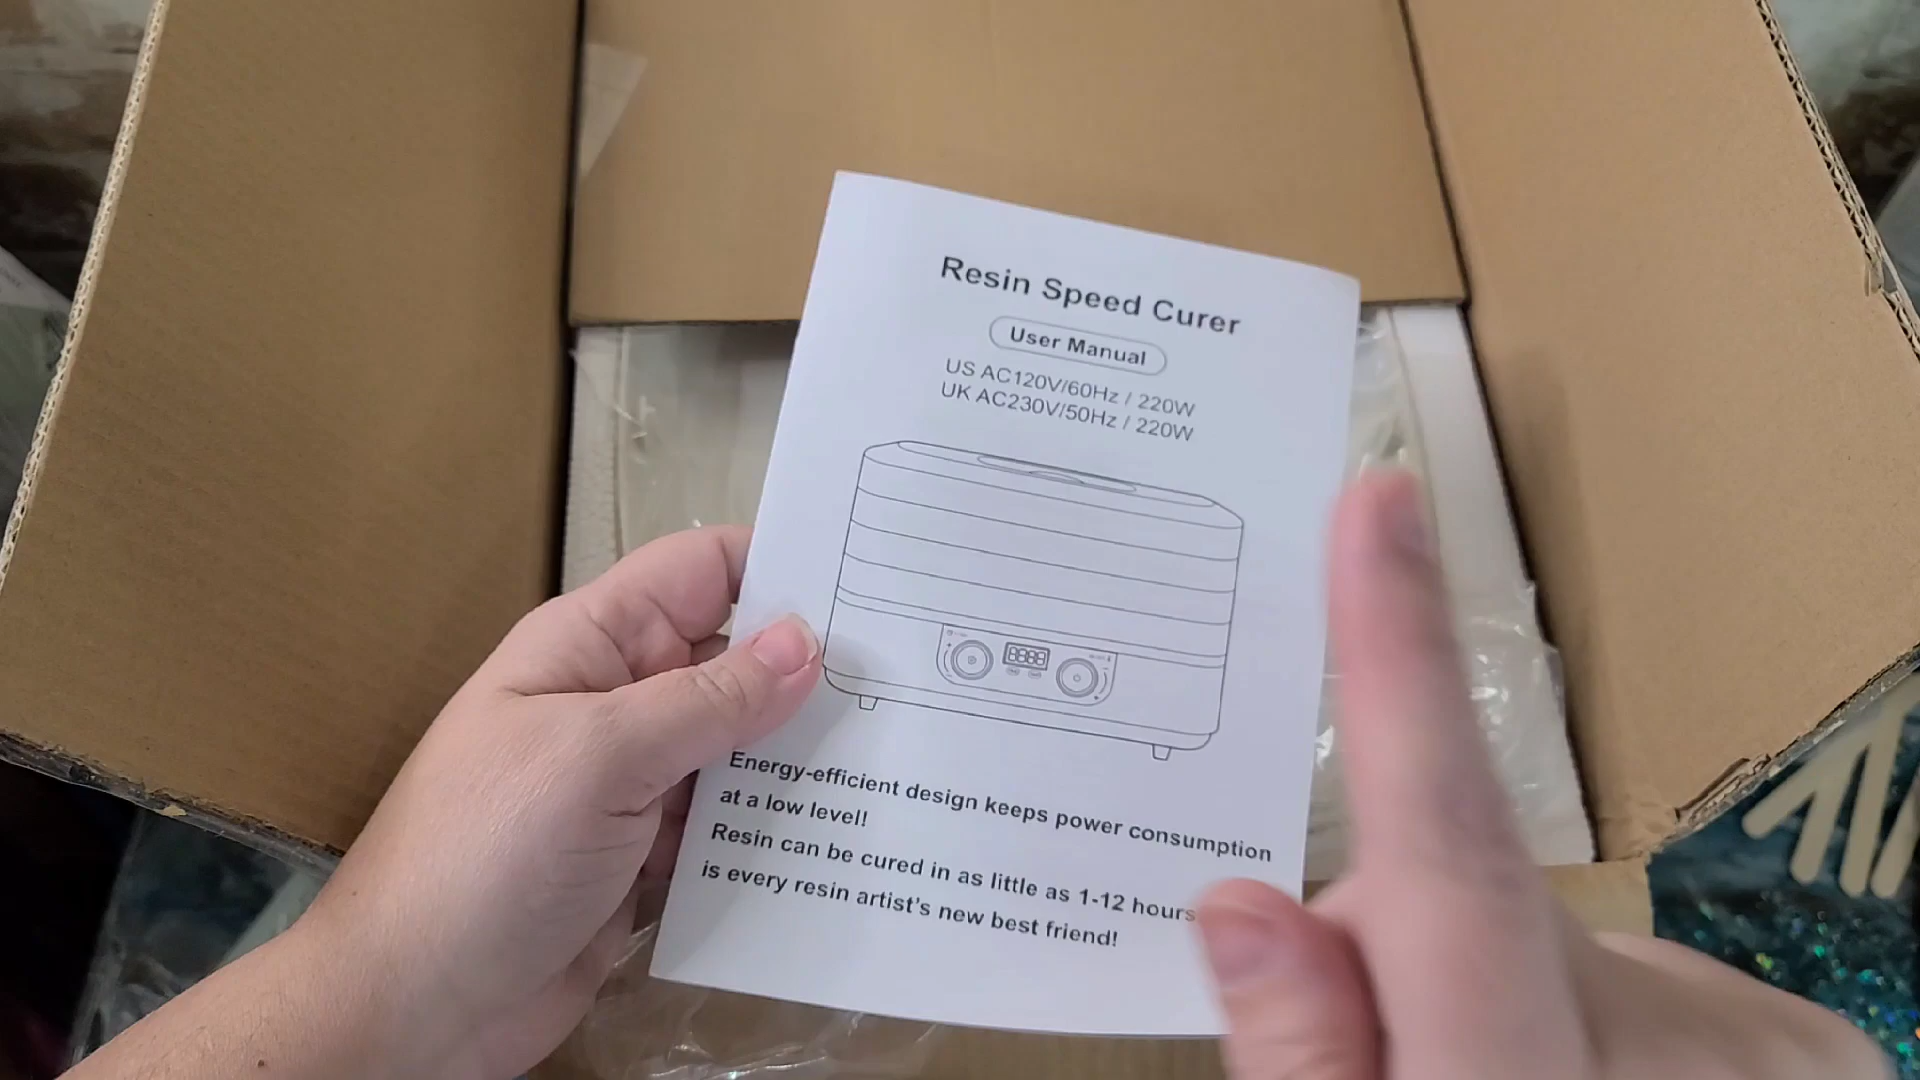 Resin Speed Curer
User Manual
US AC120V/60Hz / 220W
UK AC230V/50Hz / 220W
8888
Energy-efficient design keeps power consumption
at a low level!
Resin can be cured in as little as 1-12 hours
is every resin artist's new best friend!